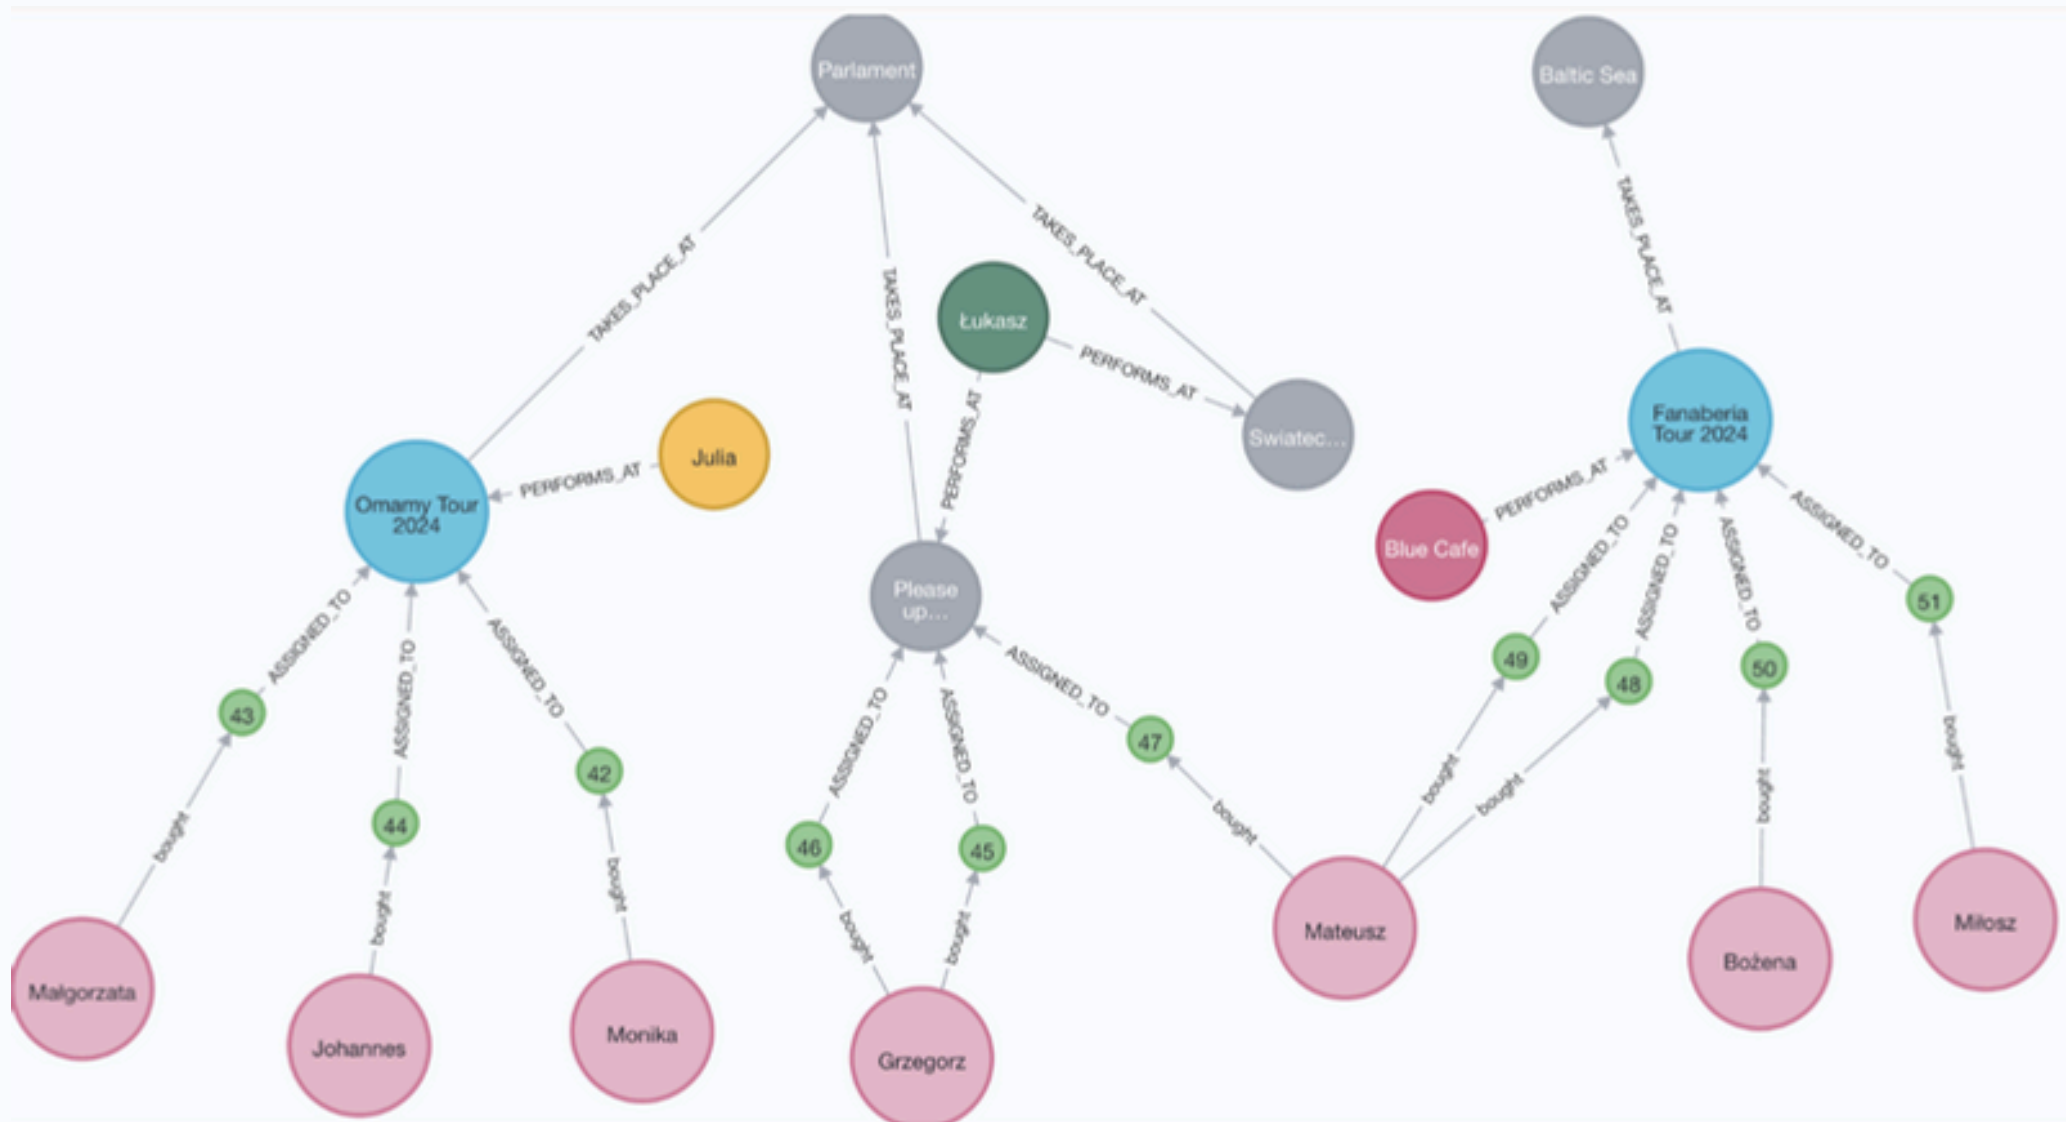 Parlament
Baltic Sea
TAKES_PLACE_AT
TAKES_PLACE_AT
TAKES_PLACE_AT
TAKES_PLACE_AT
Łukasz
PERFORMS_AT
PERFORMS_AT
Swiatec...
Fanaberia
Tour 2024
Julia
PERFORMS_AT
Omamy Tour
2024
Blue Cafe
PERFORMS_AT
Please
up...
ASSIGNED_TO
ASSIGNED_TO
ASSIGNED_TO
ASSIGNED_TO
ASSIGNED_TO
ASSIGNED_TO
ASSIGNED_TO
ASSIGNED_TO
ASSIGNED_TO
ASSIGNED_TO
43
44
42
46
45
47
49
48
50
51
bought
bought
bought
bought
bought
bought
bought
bought
bought
bought
Małgorzata
Johannes
Monika
Grzegorz
Mateusz
Bożena
Miłosz